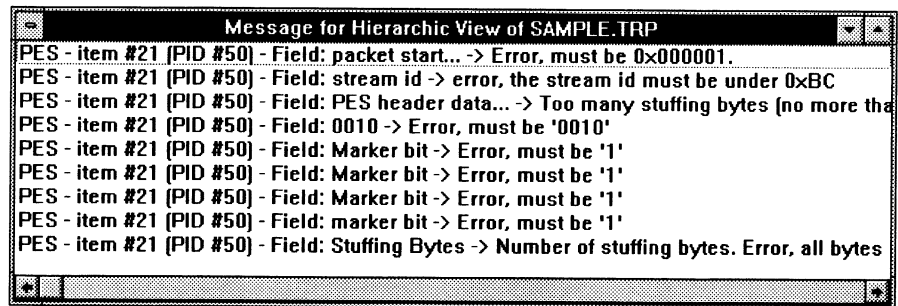 Message for Hierarchic View of SAMPLE.TRP
PES - item #21 (PID #50) - Field: packet start... -> Error, must be 0x000001.
PES - item #21 (PID #50) - Field: stream id -> error, the stream id must be under 0xBC
PES - item #21 (PID #50) - Field: PES header data... -> Too many stuffing bytes (no more tha
PES - item #21 (PID #50) - Field: 0010 -> Error, must be '0010'
PES - item #21 (PID #50) - Field: Marker bit -> Error, must be '1'
PES - item #21 (PID #50) - Field: Marker bit -> Error, must be '1'
PES - item #21 (PID #50) - Field: Marker bit -> Error, must be '1'
PES - item #21 (PID #50) - Field: marker bit -> Error, must be '1'
PES - item #21 (PID #50) - Field: Stuffing Bytes -> Number of stuffing bytes. Error, all bytes